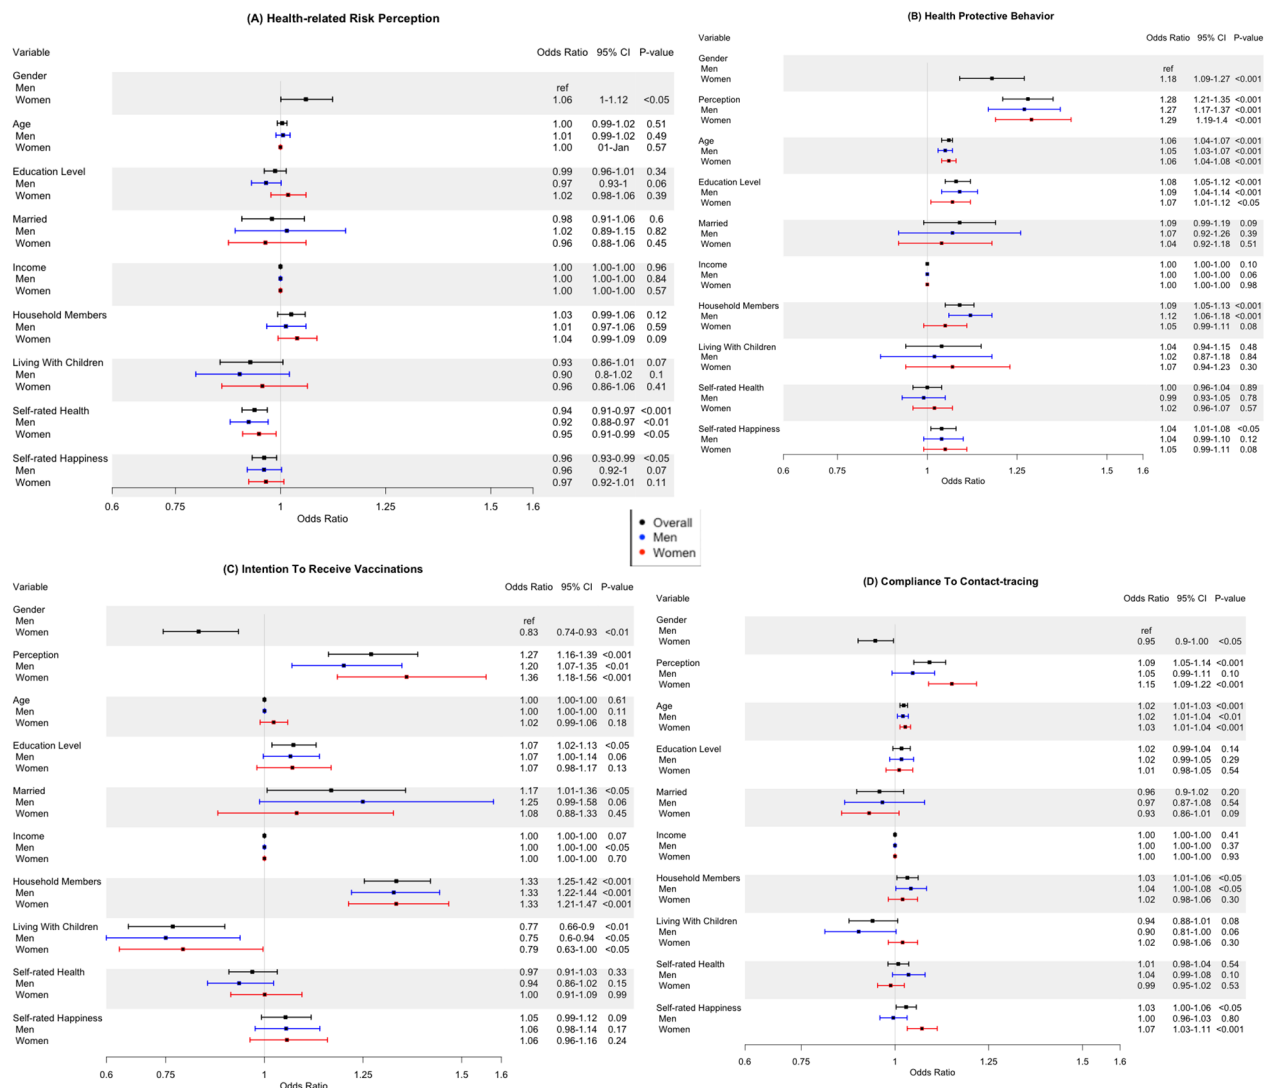 (A) Health-related Risk Perception
Variable Odds Ratio 95% CI P-value
Gender
Men ref
Women 1.06 1-1.12 <0.05
Age 1.00 0.99-1.02 0.51
Men 1.01 0.99-1.02 0.49
Women 1.00 01-Jan 0.57
Education Level 0.99 0.96-1.01 0.34
Men 0.97 0.93-1 0.06
Women 1.02 0.98-1.06 0.39
Married 0.98 0.91-1.06 0.6
Men 1.02 0.89-1.15 0.82
Women 0.96 0.88-1.06 0.45
Income 1.00 1.00-1.00 0.96
Men 1.00 1.00-1.00 0.84
Women 1.00 1.00-1.00 0.57
Household Members 1.03 0.99-1.06 0.12
Men 1.01 0.97-1.06 0.59
Women 1.04 0.99-1.09 0.09
Living With Children 0.93 0.86-1.01 0.07
Men 0.90 0.8-1.02 0.1
Women 0.96 0.86-1.06 0.41
Self-rated Health 0.94 0.91-0.97 <0.001
Men 0.92 0.88-0.97 <0.01
Women 0.95 0.91-0.99 <0.05
Self-rated Happiness 0.96 0.93-0.99 <0.05
Men 0.96 0.92-1 0.07
Women 0.97 0.92-1.01 0.11
0.6 0.75 1 1.25 1.5 1.6
Odds Ratio
(B) Health Protective Behavior
Variable Odds Ratio 95% CI P-value
Gender
Men ref
Women 1.18 1.09-1.27 <0.001
Perception 1.28 1.21-1.35 <0.001
Men 1.27 1.17-1.37 <0.001
Women 1.29 1.19-1.4 <0.001
Age 1.06 1.04-1.07 <0.001
Men 1.05 1.03-1.07 <0.001
Women 1.06 1.04-1.08 <0.001
Education Level 1.08 1.05-1.12 <0.001
Men 1.09 1.04-1.14 <0.001
Women 1.07 1.01-1.12 <0.05
Married 1.09 0.99-1.19 0.09
Men 1.07 0.92-1.26 0.39
Women 1.04 0.92-1.18 0.51
Income 1.00 1.00-1.00 0.10
Men 1.00 1.00-1.00 0.06
Women 1.00 1.00-1.00 0.98
Household Members 1.09 1.05-1.13 <0.001
Men 1.12 1.06-1.18 <0.001
Women 1.05 0.99-1.11 0.08
Living With Children 1.04 0.94-1.15 0.48
Men 1.02 0.87-1.18 0.84
Women 1.07 0.94-1.23 0.30
Self-rated Health 1.00 0.96-1.04 0.89
Men 0.99 0.93-1.05 0.78
Women 1.02 0.96-1.07 0.57
Self-rated Happiness 1.04 1.01-1.08 <0.05
Men 1.04 0.99-1.10 0.12
Women 1.05 0.99-1.11 0.08
0.6 0.75 1 1.25 1.5 1.6
Odds Ratio
Overall
Men
Women
(C) Intention To Receive Vaccinations
Variable Odds Ratio 95% CI P-value
Gender
Men ref
Women 0.83 0.74-0.93 <0.01
Perception 1.27 1.16-1.39 <0.001
Men 1.20 1.07-1.35 <0.01
Women 1.36 1.18-1.56 <0.001
Age 1.00 1.00-1.00 0.61
Men 1.00 1.00-1.00 0.11
Women 1.02 0.99-1.06 0.18
Education Level 1.07 1.02-1.13 <0.05
Men 1.07 1.00-1.14 0.06
Women 1.07 0.98-1.17 0.13
Married 1.17 1.01-1.36 <0.05
Men 1.25 0.99-1.58 0.06
Women 1.08 0.88-1.33 0.45
Income 1.00 1.00-1.00 0.07
Men 1.00 1.00-1.00 <0.05
Women 1.00 1.00-1.00 0.70
Household Members 1.33 1.25-1.42 <0.001
Men 1.33 1.22-1.44 <0.001
Women 1.33 1.21-1.47 <0.001
Living With Children 0.77 0.66-0.9 <0.01
Men 0.75 0.6-0.94 <0.05
Women 0.79 0.63-1.00 <0.05
Self-rated Health 0.97 0.91-1.03 0.33
Men 0.94 0.86-1.02 0.15
Women 1.00 0.91-1.09 0.99
Self-rated Happiness 1.05 0.99-1.12 0.09
Men 1.06 0.98-1.14 0.17
Women 1.06 0.96-1.16 0.24
0.6 0.75 1 1.25 1.5 1.6
Odds Ratio
(D) Compliance To Contact-tracing
Variable Odds Ratio 95% CI P-value
Gender
Men ref
Women 0.95 0.9-1.00 <0.05
Perception 1.09 1.05-1.14 <0.001
Men 1.05 0.99-1.11 0.10
Women 1.15 1.09-1.22 <0.001
Age 1.02 1.01-1.03 <0.001
Men 1.02 1.01-1.04 <0.01
Women 1.03 1.01-1.04 <0.001
Education Level 1.02 0.99-1.04 0.14
Men 1.02 0.99-1.05 0.29
Women 1.01 0.98-1.05 0.54
Married 0.96 0.9-1.02 0.20
Men 0.97 0.87-1.08 0.54
Women 0.93 0.86-1.01 0.09
Income 1.00 1.00-1.00 0.41
Men 1.00 1.00-1.00 0.37
Women 1.00 1.00-1.00 0.93
Household Members 1.03 1.01-1.06 <0.05
Men 1.04 1.00-1.08 <0.05
Women 1.02 0.98-1.06 0.30
Living With Children 0.94 0.88-1.01 0.08
Men 0.90 0.81-1.00 0.06
Women 1.02 0.98-1.06 0.30
Self-rated Health 1.01 0.98-1.04 0.54
Men 1.04 0.99-1.08 0.10
Women 0.99 0.95-1.02 0.53
Self-rated Happiness 1.03 1.00-1.06 <0.05
Men 1.00 0.96-1.03 0.80
Women 1.07 1.03-1.11 <0.001
0.6 0.75 1 1.25 1.5 1.6
Odds Ratio